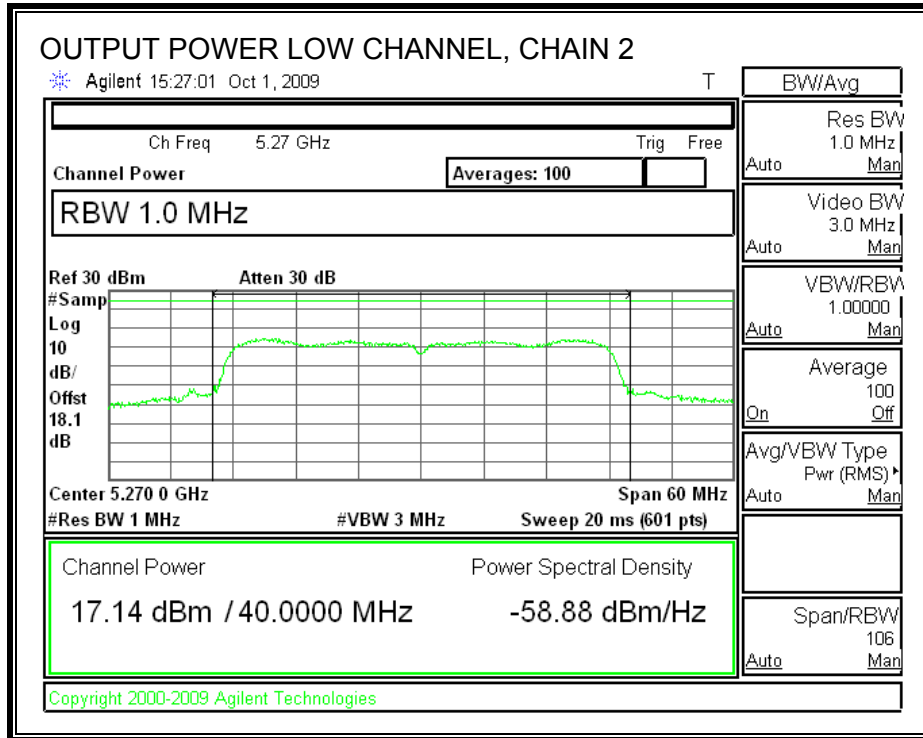 OUTPUT POWER LOW CHANNEL, CHAIN 2
Agilent 15:27:01 Oct 1, 2009 T
Ch Freq 5.27 GHz Trig Free
Channel Power Averages: 100
RBW 1.0 MHz
Ref 30 dBm Atten 30 dB
#Samp
Log
10
dB/
Offst
18.1
dB
Center 5.270 0 GHz Span 60 MHz
#Res BW 1 MHz #VBW 3 MHz Sweep 20 ms (601 pts)
Channel Power Power Spectral Density
17.14 dBm / 40.0000 MHz -58.88 dBm/Hz
Copyright 2000-2009 Agilent Technologies
BW/Avg
Res BW
1.0 MHz
Auto Man
Video BW
3.0 MHz
Auto Man
VBW/RBW
1.00000
Auto Man
Average
100
On Off
Avg/VBW Type
Pwr (RMS)
Auto Man
Span/RBW
106
Auto Man